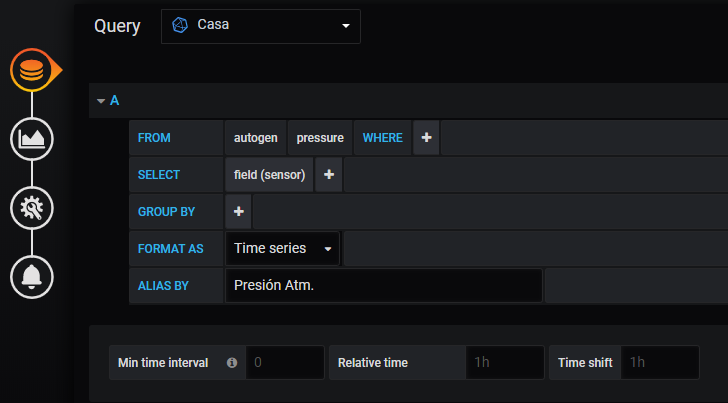 Query Casa
A
FROM autogen pressure WHERE +
SELECT field (sensor) +
GROUP BY +
FORMAT AS Time series
ALIAS BY Presión Atm.
Min time interval 0 Relative time 1h Time shift 1h